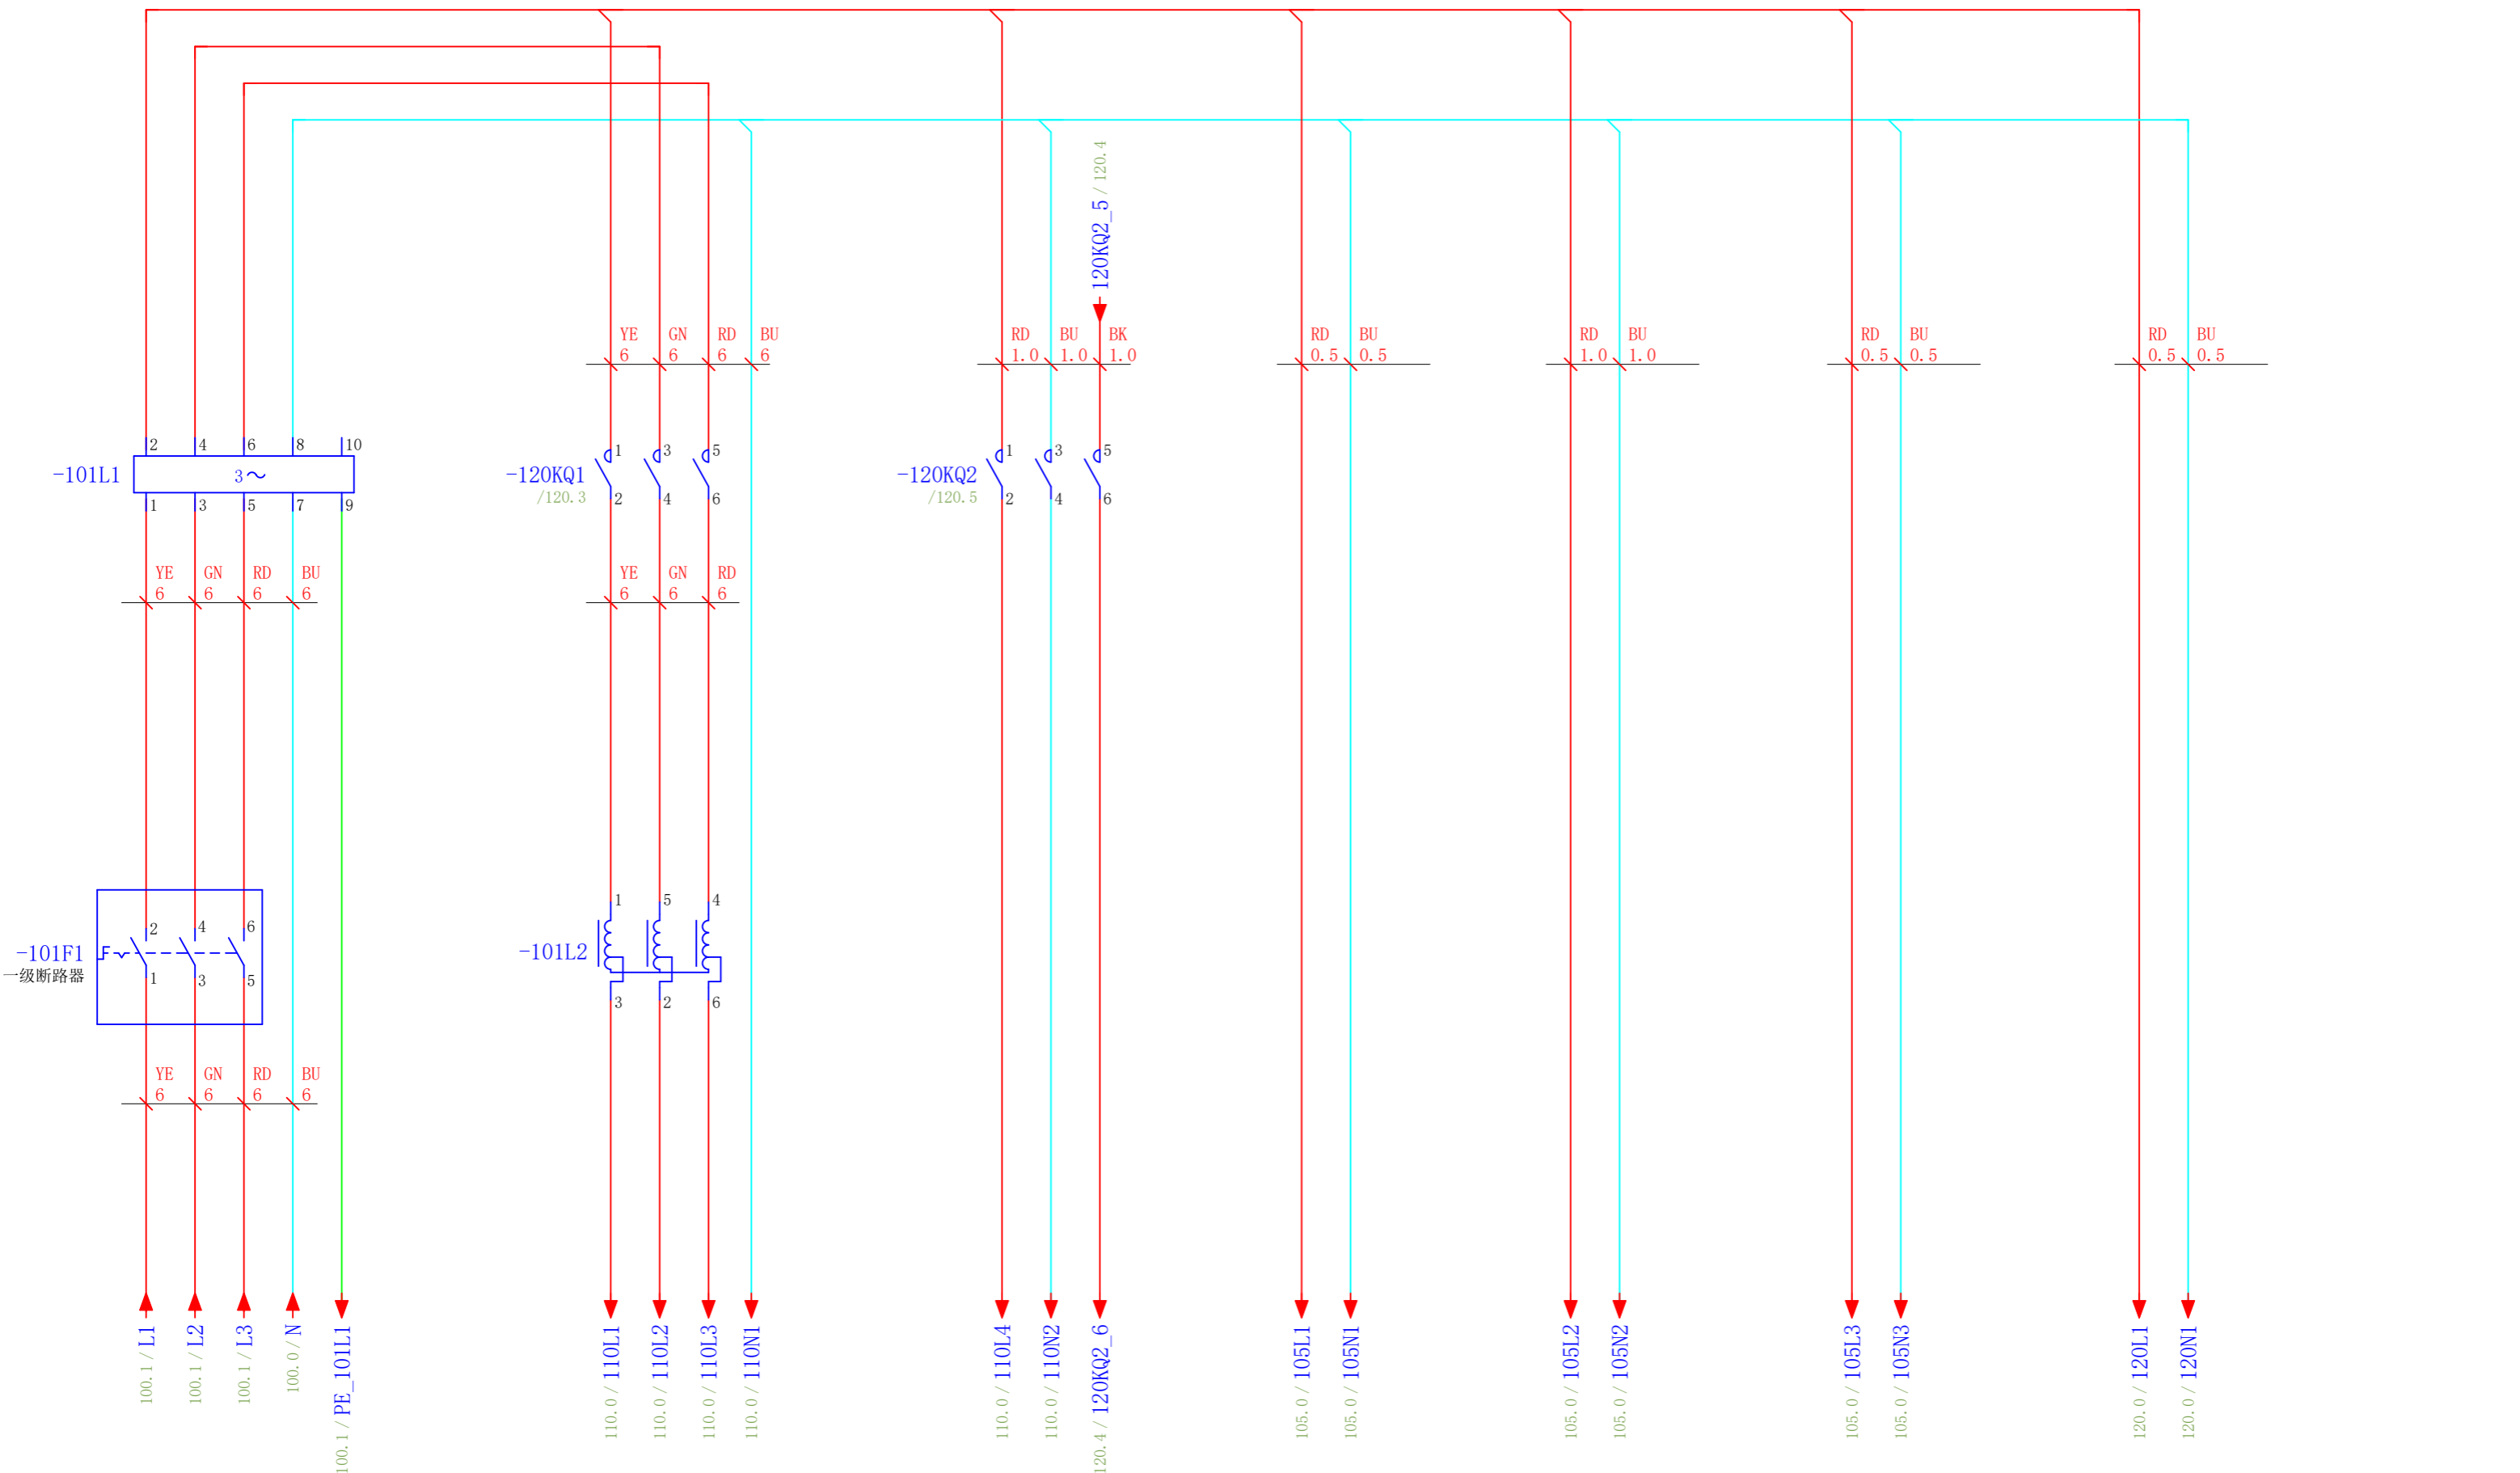 120KQ2_5 / 120.4
YE GN RD BU RD BU BK RD BU RD BU RD BU RD BU
6 6 6 6 1.0 1.0 1.0 0.5 0.5 1.0 1.0 0.5 0.5 0.5 0.5
2 4 6 8 10
1 3 5 1 3 5
-101L1 3 -120KQ1 -120KQ2
/120.3 /120.5
2 4 6 2 4 6
1 3 5 7 9
YE GN RD BU YE GN RD
6 6 6 6 6 6 6
1 5 4
2 4 6
-101F1 -101L2
一级断路器
1 3 5
3 2 6
YE GN RD BU
6 6 6 6
100.1 / L1
100.1 / L2
100.1 / L3
100.0 / N
100.1 / PE_101L1
110.0 / 110L1
110.0 / 110L2
110.0 / 110L3
110.0 / 110N1
110.0 / 110L4
110.0 / 110N2
120.4 / 120KQ2_6
105.0 / 105L1
105.0 / 105N1
105.0 / 105L2
105.0 / 105N2
105.0 / 105L3
105.0 / 105N3
120.0 / 120L1
120.0 / 120N1